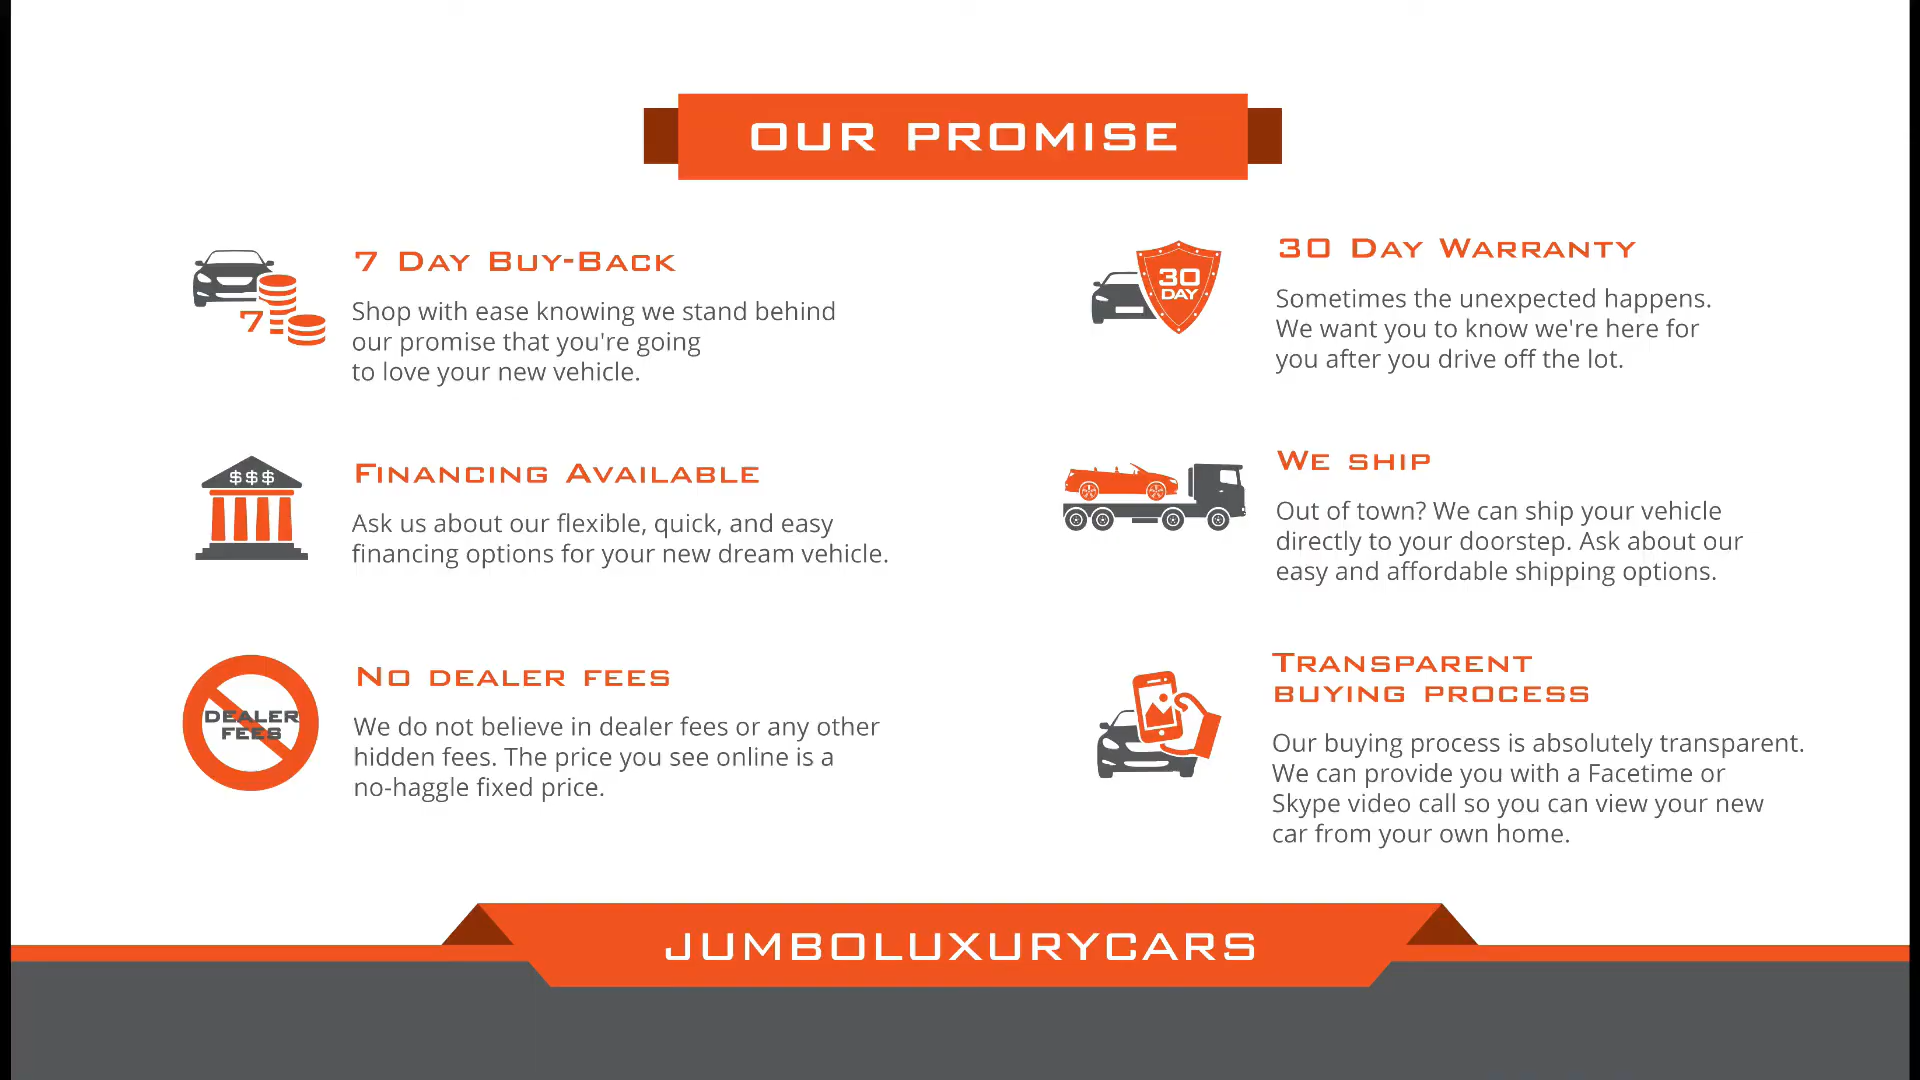 OUR PROMISE
7 DAY BUY-BACK
Shop with ease knowing we stand behind
our promise that you're going
to love your new vehicle.
7
$$$
FINANCING AVAILABLE
Ask us about our flexible, quick, and easy
financing options for your new dream vehicle.
DEALER
FEES
NO DEALER FEES
We do not believe in dealer fees or any other
hidden fees. The price you see online is a
no-haggle fixed price.
30
DAY
30 DAY WARRANTY
Sometimes the unexpected happens.
We want you to know we're here for
you after you drive off the lot.
WE SHIP
Out of town? We can ship your vehicle
directly to your doorstep. Ask about our
easy and affordable shipping options.
TRANSPARENT
BUYING PROCESS
Our buying process is absolutely transparent.
We can provide you with a Facetime or
Skype video call so you can view your new
car from your own home.
JUMBOLUXURYCARS